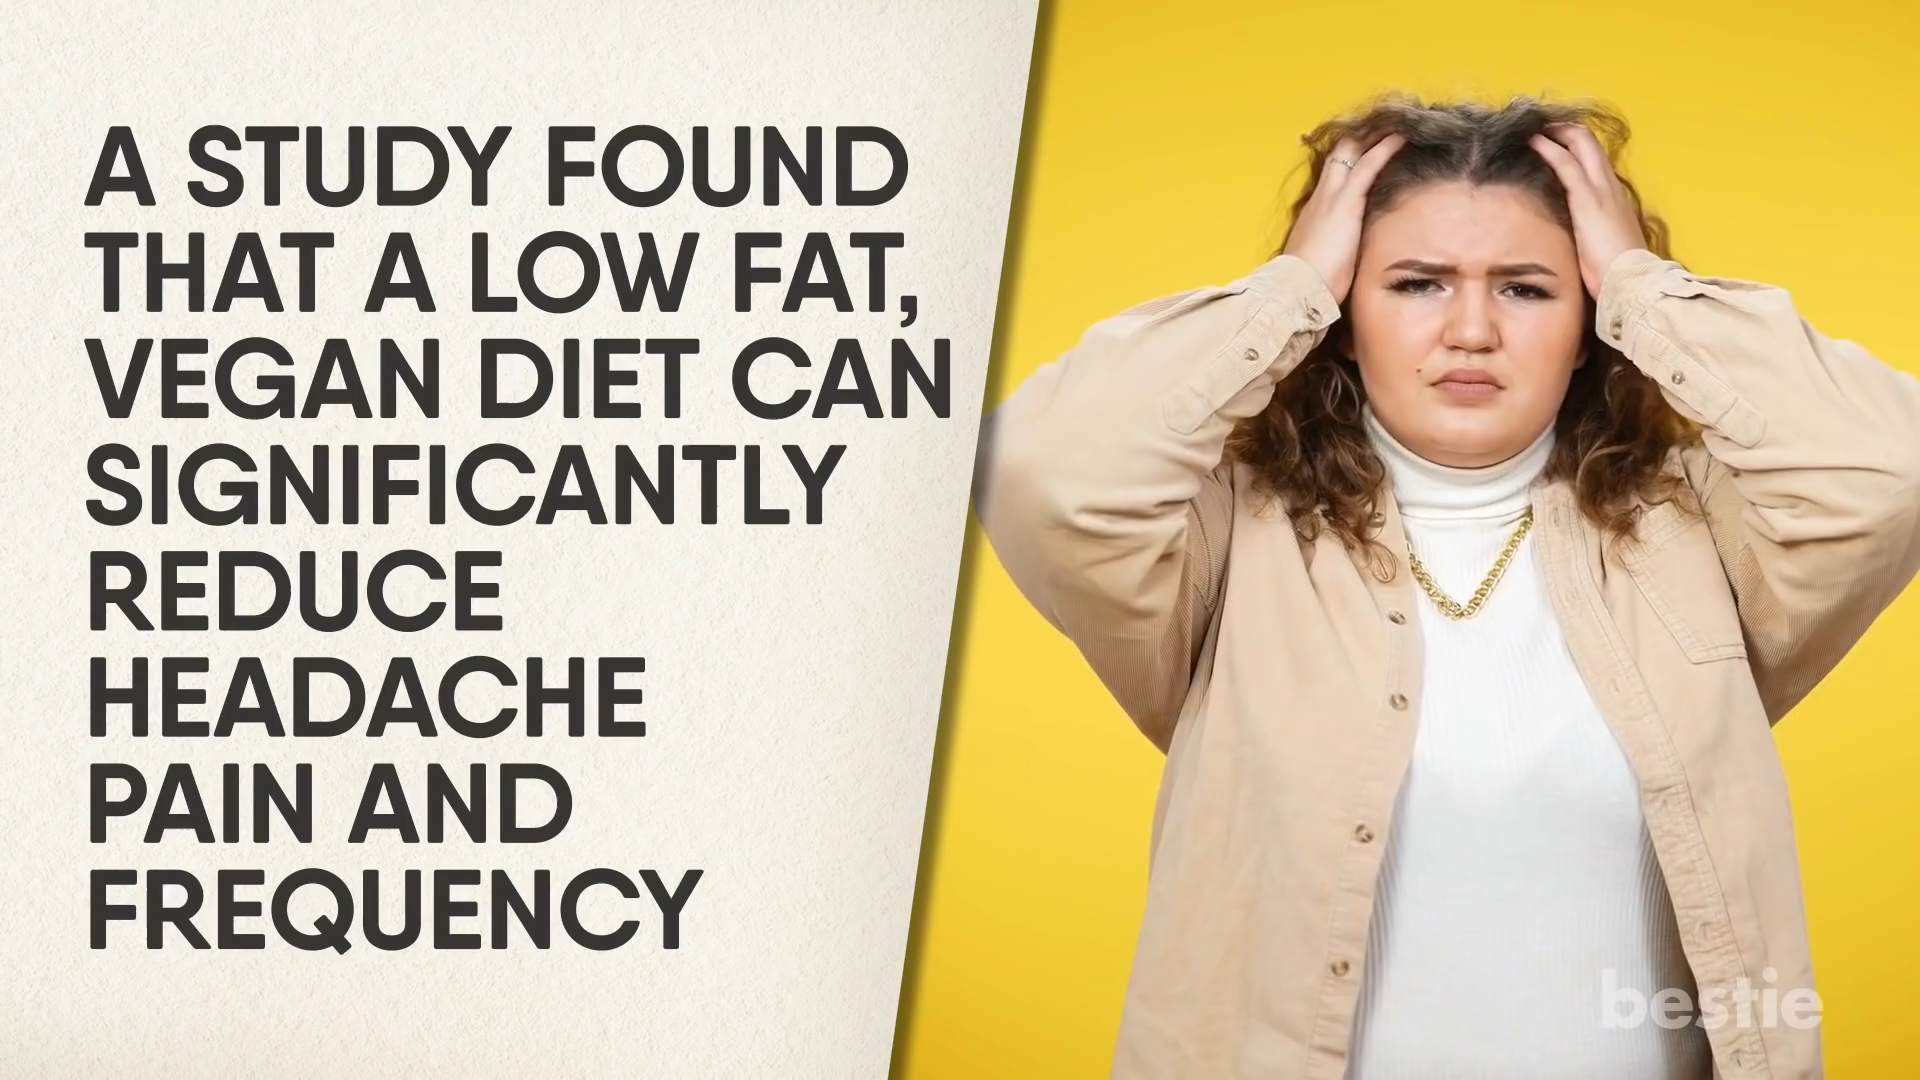 A STUDY FOUND
THAT A LOW FAT,
VEGAN DIET CAN
SIGNIFICANTLY
REDUCE
HEADACHE
PAIN AND
FREQUENCY
bestie